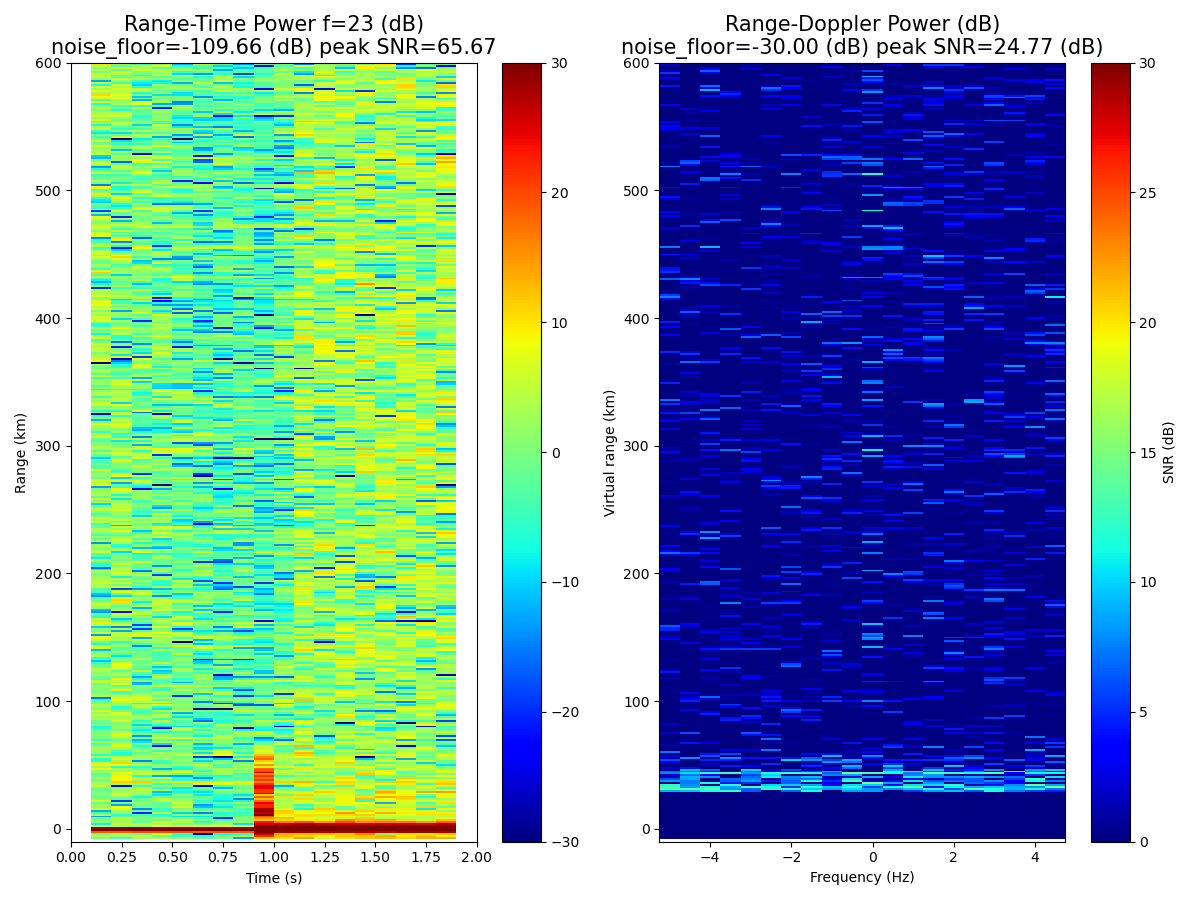 Range-Time Power f=23 (dB)
noise_floor=-109.66 (dB) peak SNR=65.67
600
500
400
300
200
100
0
Range (km)
0.00 0.25 0.50 0.75 1.00 1.25 1.50 1.75 2.00
Time (s)
30
20
10
0
−10
−20
−30
Range-Doppler Power (dB)
noise_floor=-30.00 (dB) peak SNR=24.77 (dB)
600
500
400
300
200
100
0
Virtual range (km)
−4 −2 0 2 4
Frequency (Hz)
30
25
20
15
10
5
0
SNR (dB)